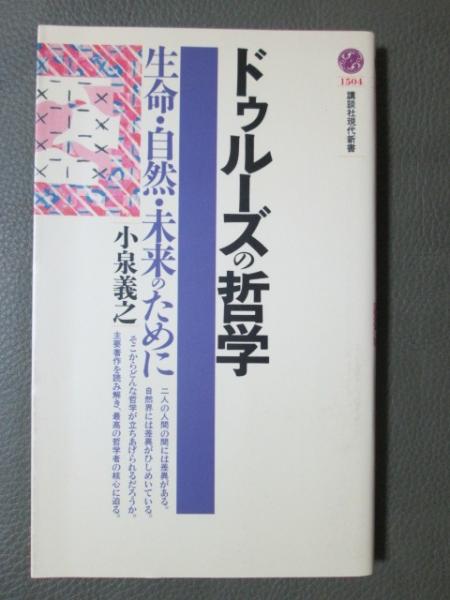 1504
講談社現代新書
ドゥルーズの哲学
生命・自然・未来のために
小泉義之
二人の人間の間には差異がある。
自然界には差異がひしめいている。
そこからどんな哲学が立ちあげられるだろうか。
主要著作を読み解き、最高の哲学者の核心に迫る。